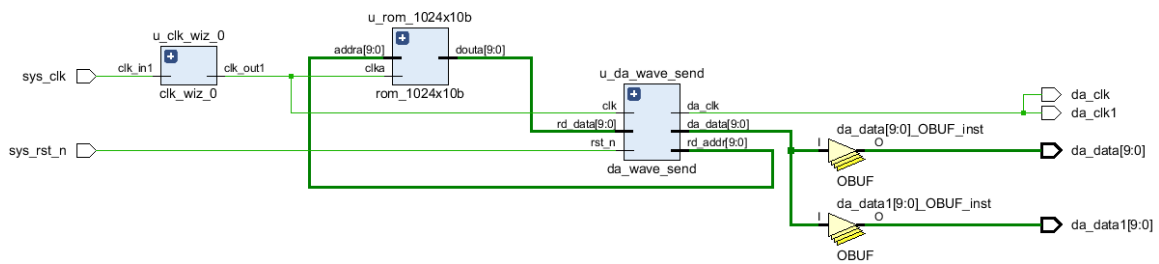 u_rom_1024x10b
u_clk_wiz_0
addra[9:0] douta[9:0]
sys_clk clk_in1 clk_out1 clka
clk_wiz_0 rom_1024x10b
u_da_wave_send
clk da_clk da_clk
da_clk1
rd_data[9:0] da_data[9:0] da_data[9:0]_OBUF_inst
sys_rst_n rst_n rd_addr[9:0] I O da_data[9:0]
da_wave_send
OBUF
da_data1[9:0]_OBUF_inst
I O da_data1[9:0]
OBUF